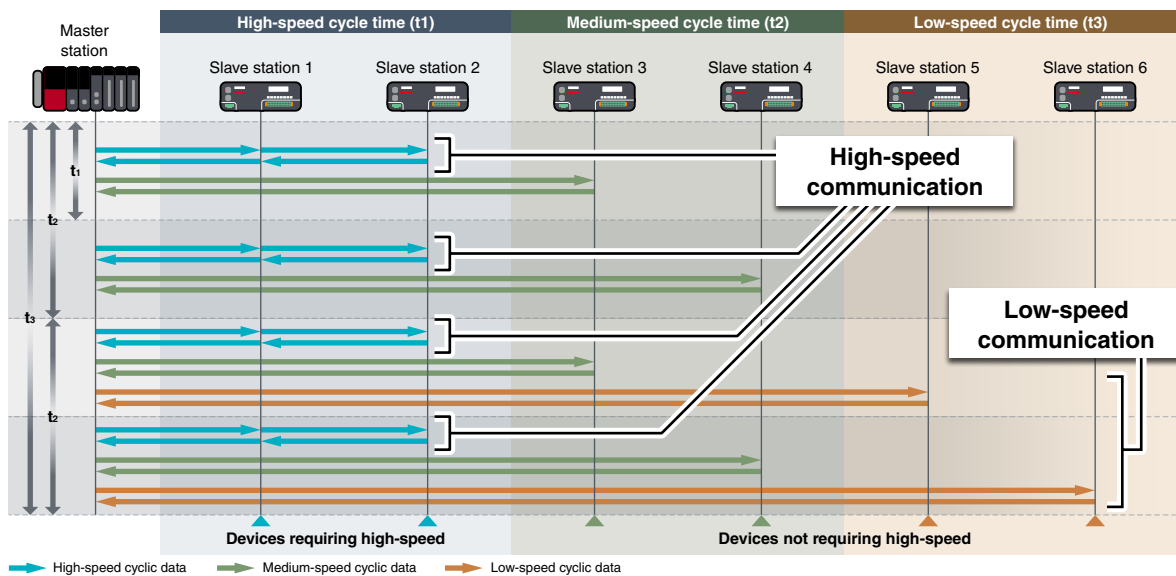 High-speed cycle time (t1)
Medium-speed cycle time (t2)
Low-speed cycle time (t3)
Master
station
Slave station 1
Slave station 2
Slave station 3
Slave station 4
Slave station 5
Slave station 6
t1
t2
t3
t2
High-speed
communication
Low-speed
communication
Devices requiring high-speed
Devices not requiring high-speed
High-speed cyclic data
Medium-speed cyclic data
Low-speed cyclic data